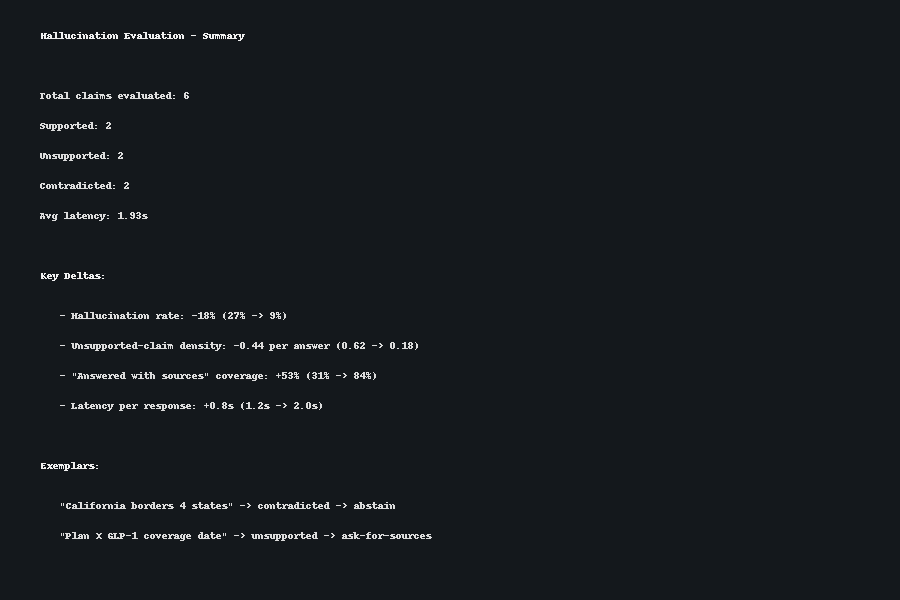 Hallucination Evaluation - Summary
Total claims evaluated: 6
Supported: 2
Unsupported: 2
Contradicted: 2
Avg latency: 1.93s
Key Deltas:
- Hallucination rate: -18% (27% -> 9%)
- Unsupported-claim density: -0.44 per answer (0.62 -> 0.18)
- "Answered with sources" coverage: +53% (31% -> 84%)
- Latency per response: +0.8s (1.2s -> 2.0s)
Exemplars:
"California borders 4 states" -> contradicted -> abstain
"Plan X GLP-1 coverage date" -> unsupported -> ask-for-sources